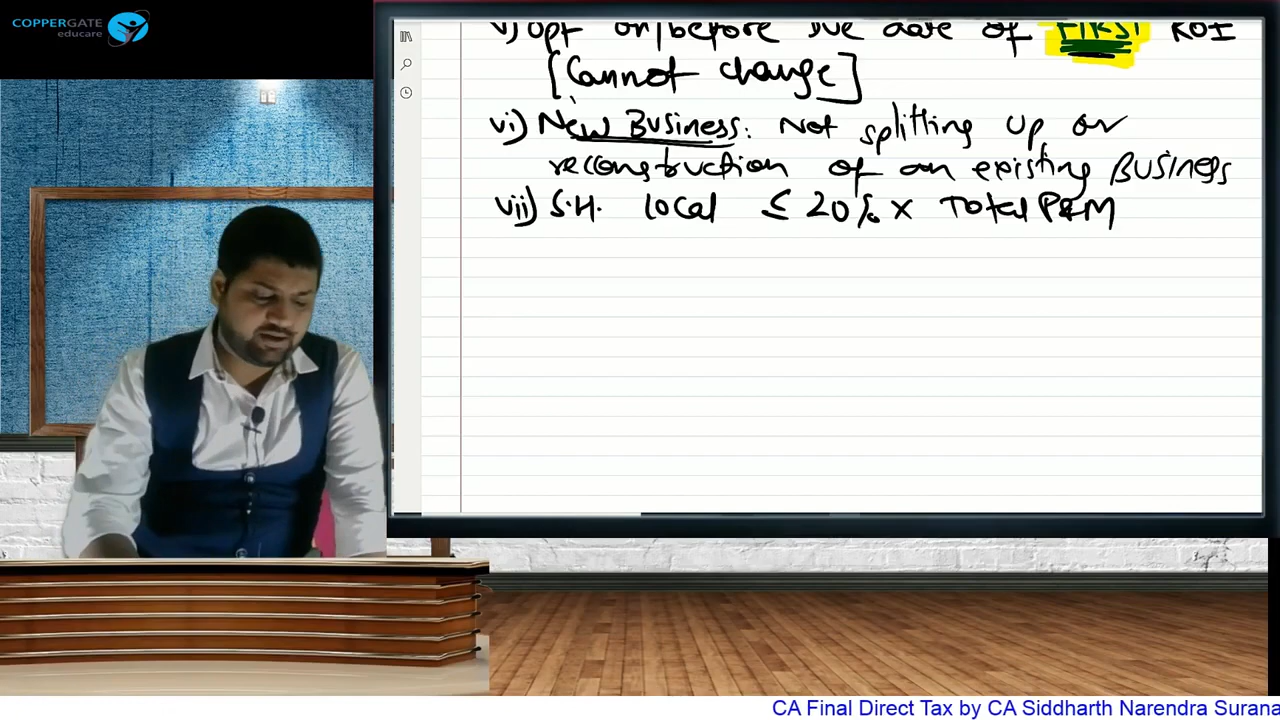 COPPERGATE
educare
v) opt on/before due date of FIRST ROI
[Cannot change]
vi) New Business: Not splitting up or
reconstruction of an existing Business
vii) S.H. local ≤ 20% x Total P&M
CA Final Direct Tax by CA Siddharth Narendra Surana